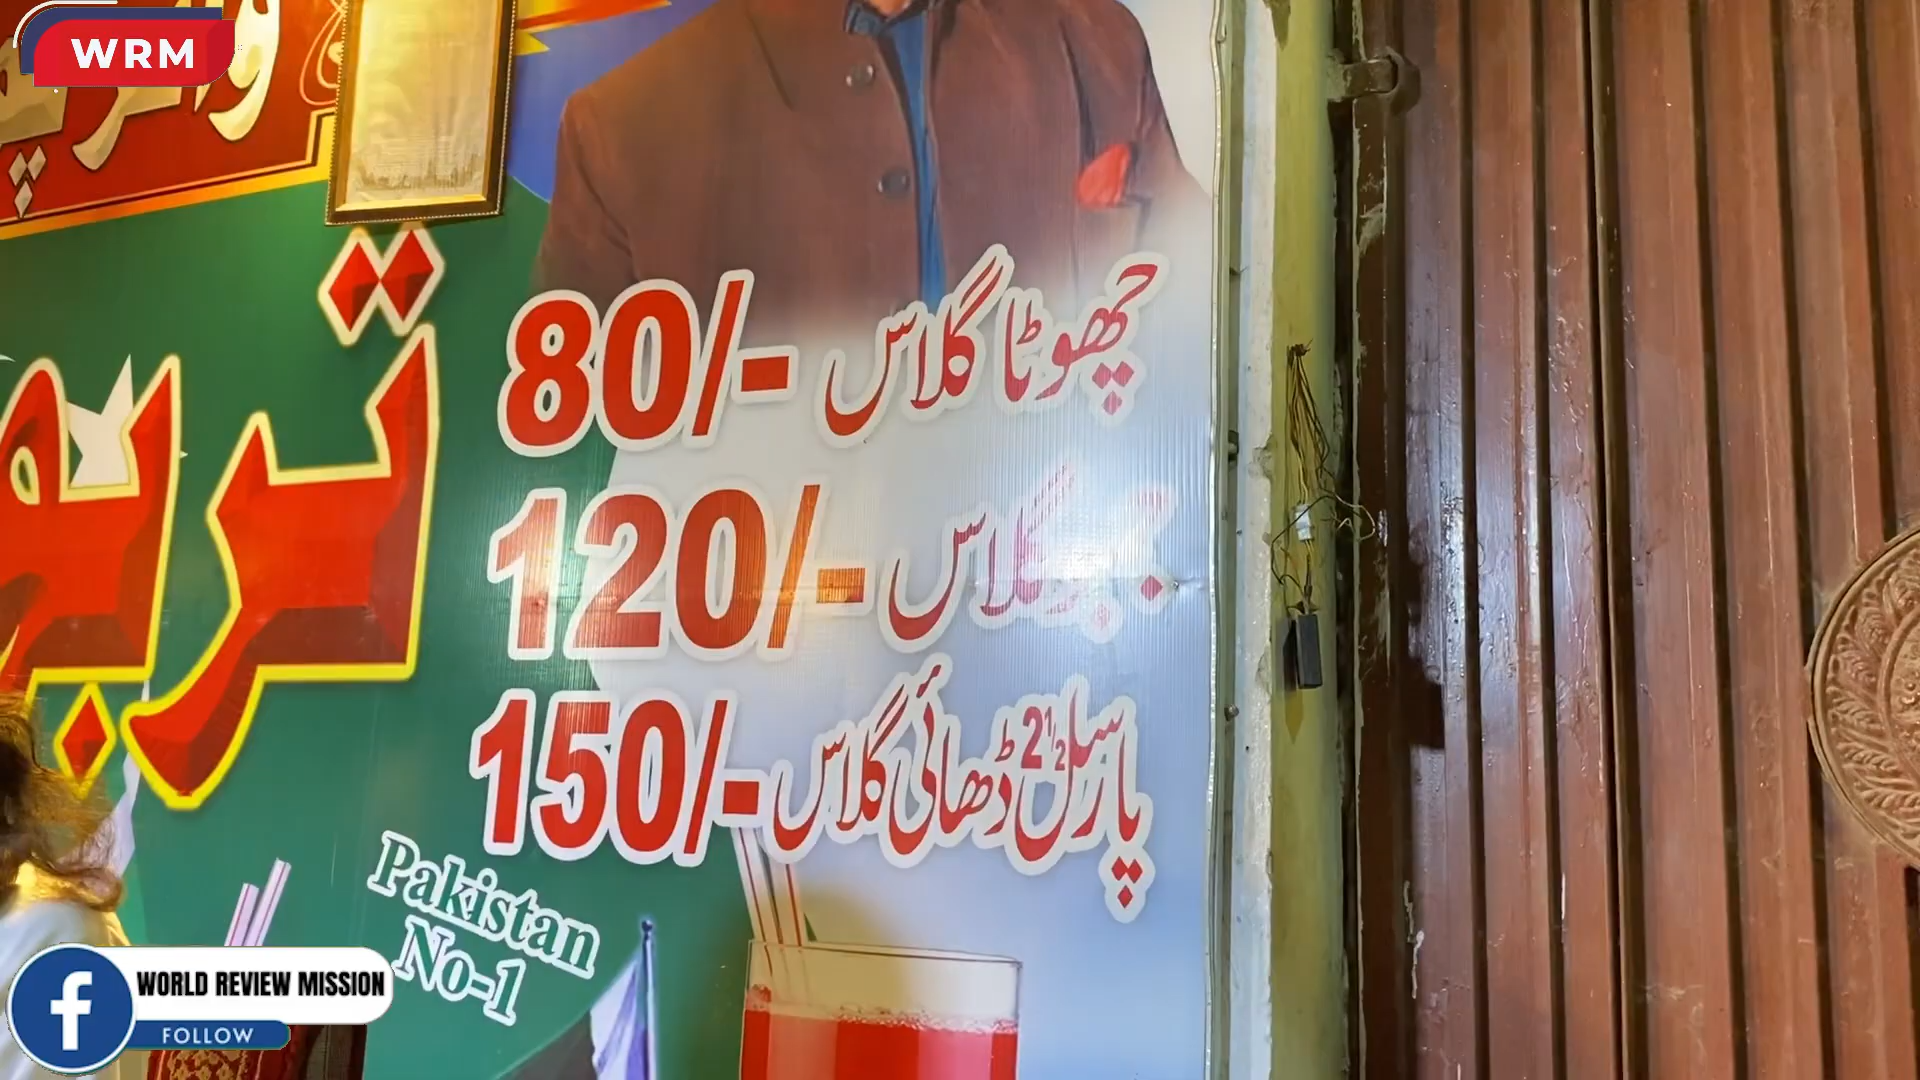 WRM
چھوٹا گلاس 80/-
جمبو گلاس 120/-
پارسل 2½ ڈھائی گلاس 150/-
Pakistan
No-1
WORLD REVIEW MISSION
FOLLOW